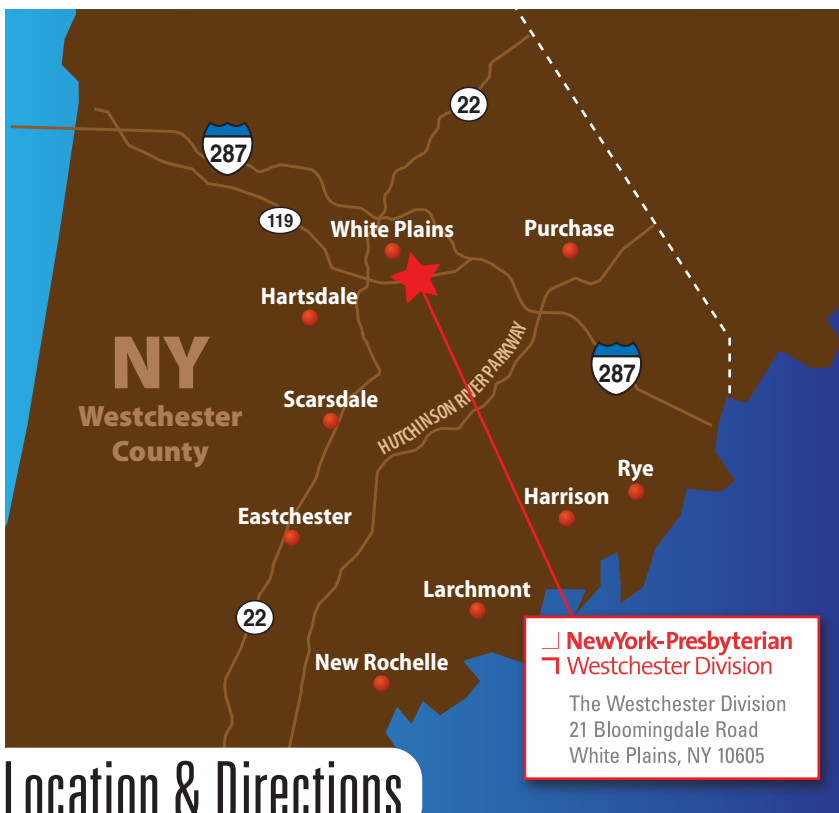 22
287
119
White Plains
Purchase
Hartsdale
NY
Westchester
County
HUTCHINSON RIVER PARKWAY
287
Scarsdale
Rye
Harrison
Eastchester
Larchmont
22
New Rochelle
NewYork-Presbyterian
Westchester Division
The Westchester Division
21 Bloomingdale Road
White Plains, NY 10605
Location & Directions